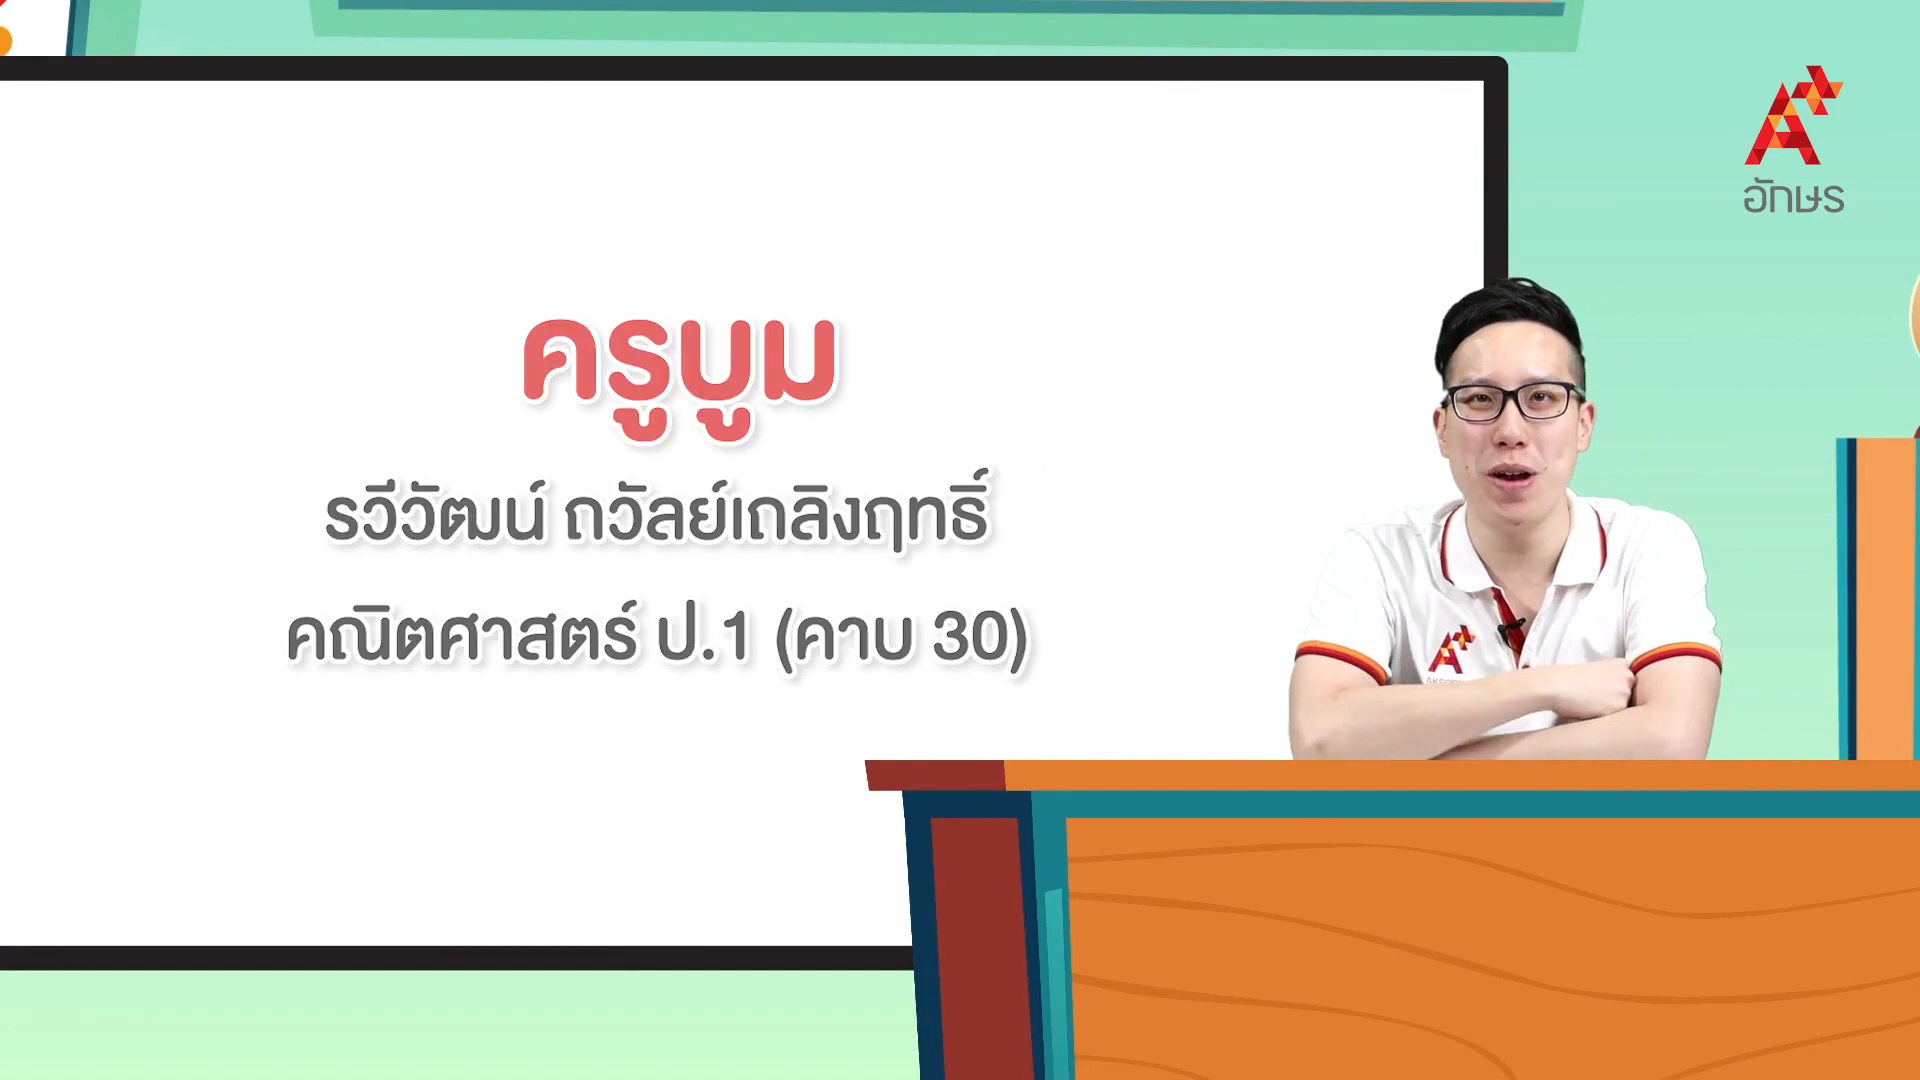 อักษร
ครูบูม
รวีวัฒน์ ถวัลย์เถลิงฤทธิ์
คณิตศาสตร์ ป.1 (คาบ 30)